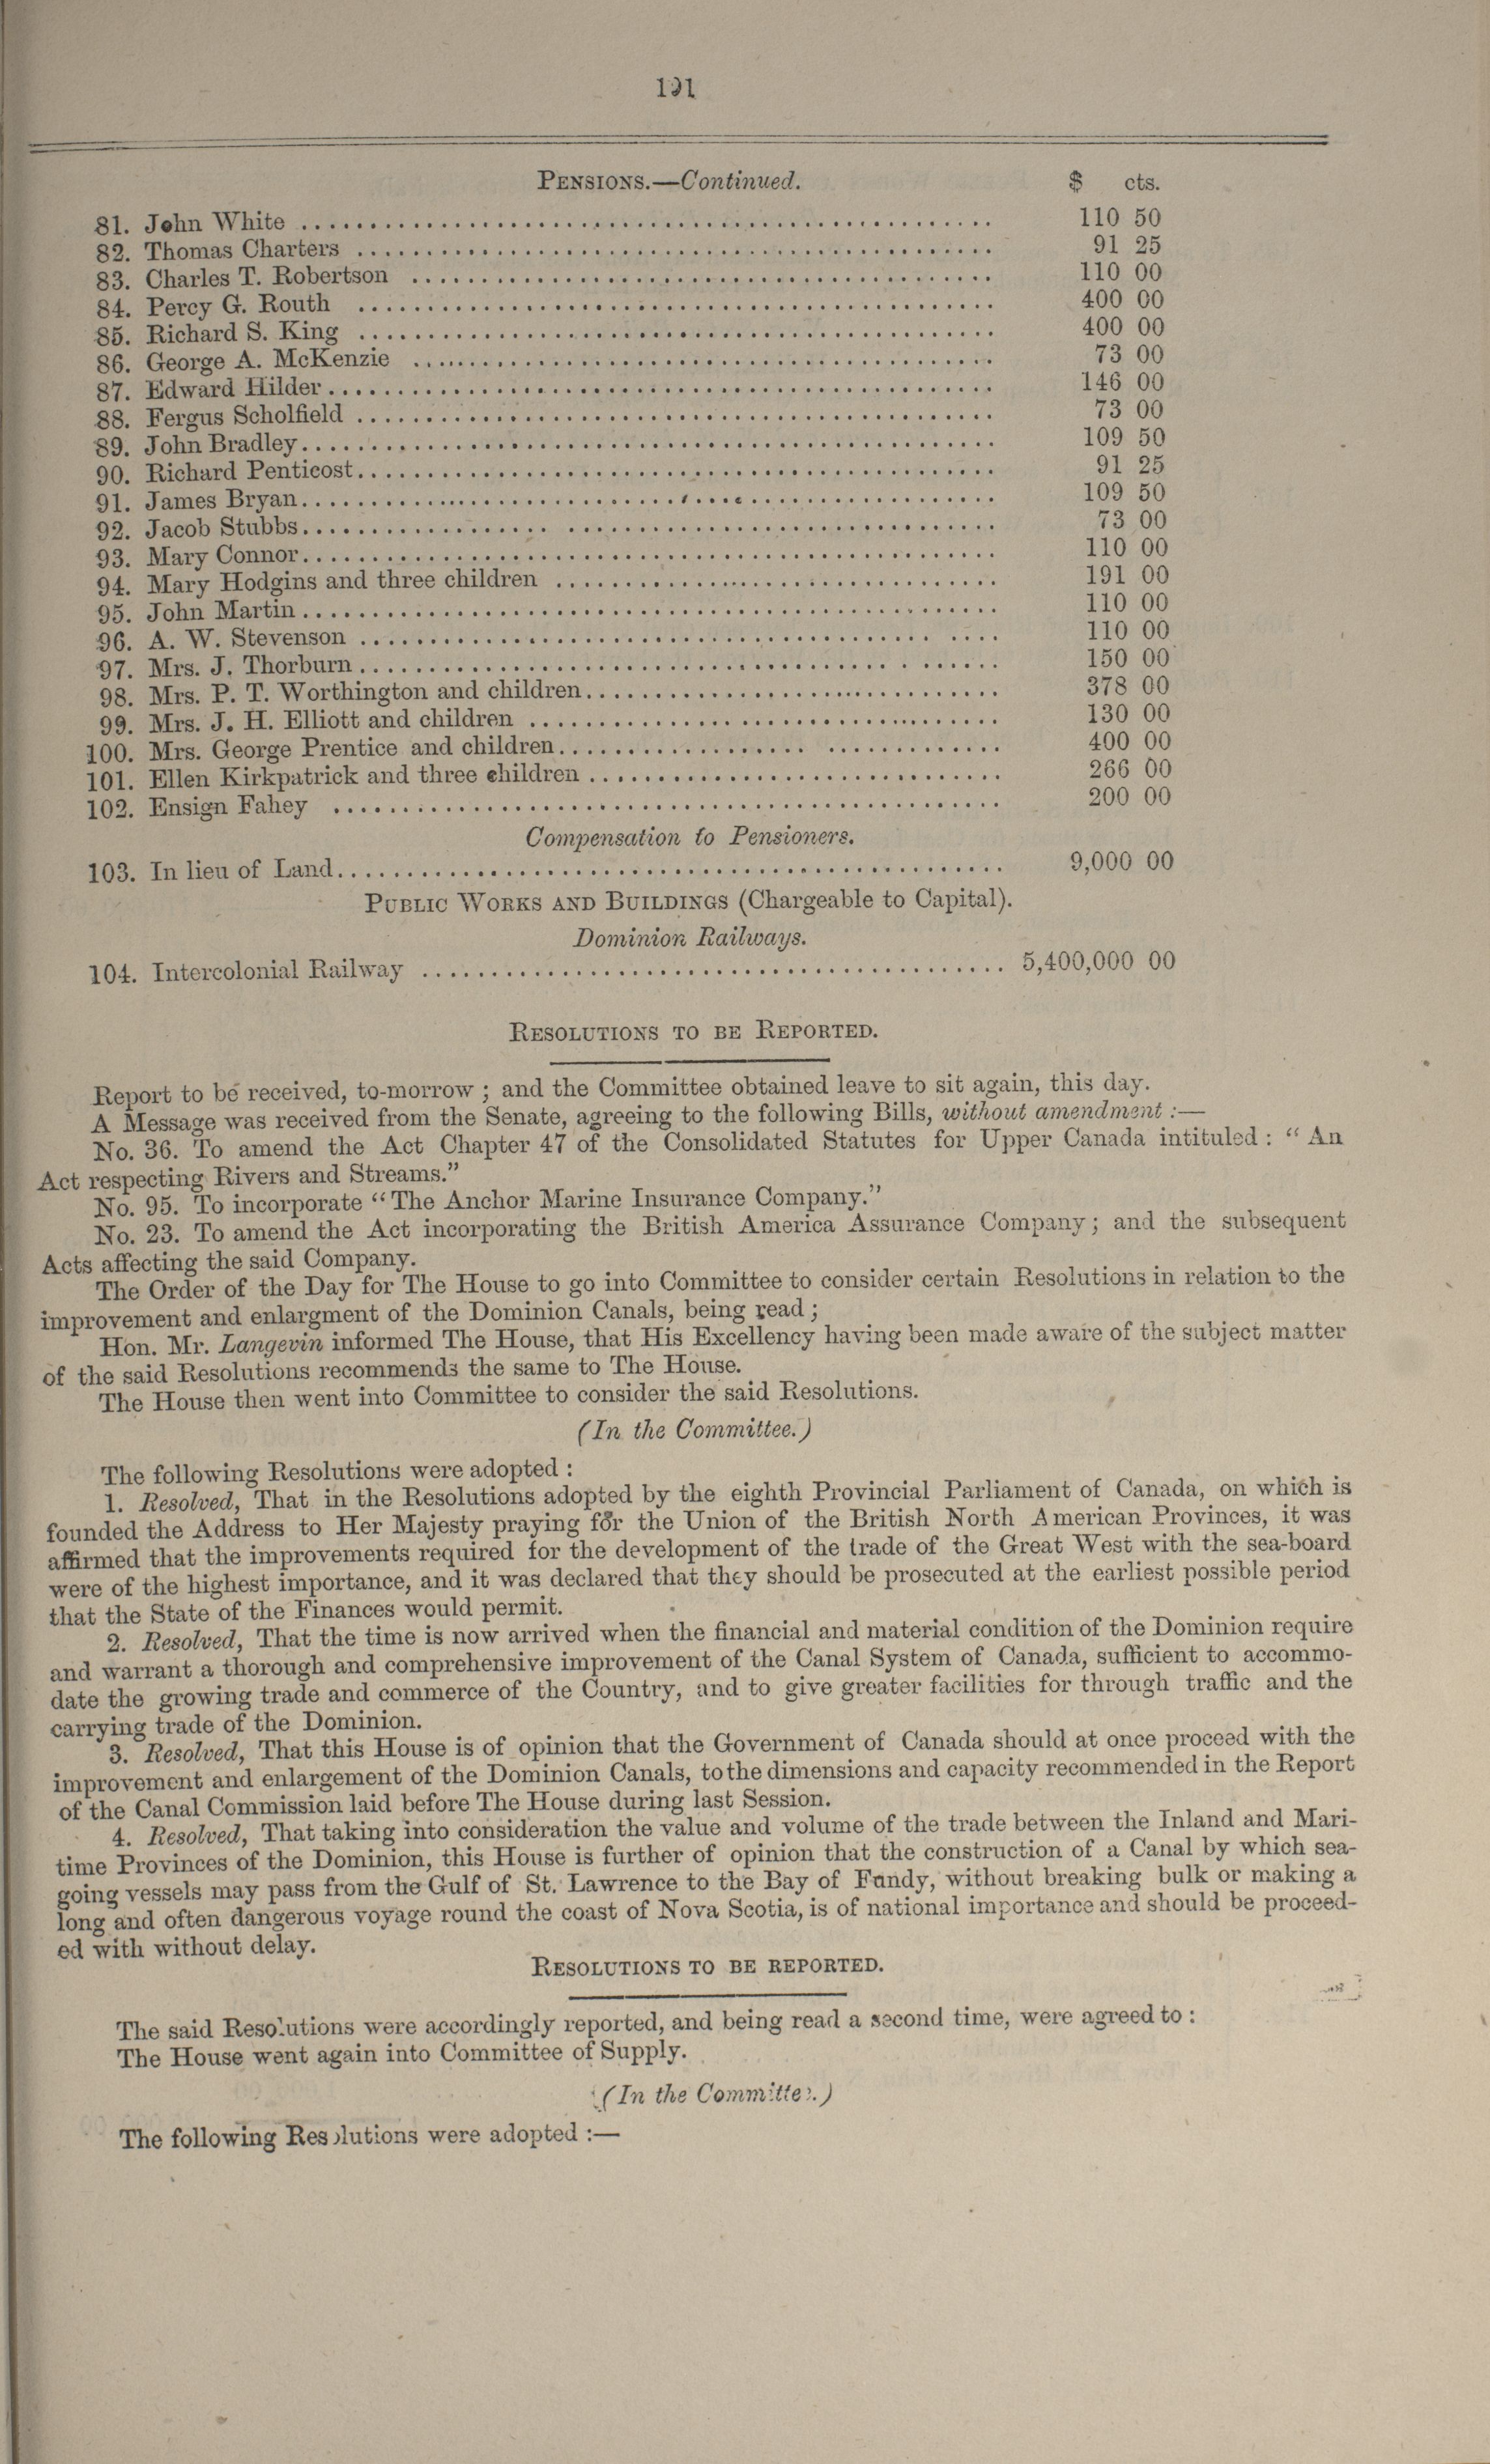 191
PENSIONS.—Continued. $ cts.
81. John White 110 50
82. Thomas Charters 91 25
83. Charles T. Robertson 110 00
84. Percy G. Routh 400 00
85. Richard S. King 400 00
86. George A. McKenzie 73 00
87. Edward Hilder 146 00
88. Fergus Scholfield 73 00
89. John Bradley 109 50
90. Richard Penticost 91 25
91. James Bryan 109 50
92. Jacob Stubbs 73 00
93. Mary Connor 110 00
94. Mary Hodgins and three children 191 00
95. John Martin 110 00
96. A. W. Stevenson 110 00
97. Mrs. J. Thorburn 150 00
98. Mrs. P. T. Worthington and children 378 00
99. Mrs. J. H. Elliott and children 130 00
100. Mrs. George Prentice and children 400 00
101. Ellen Kirkpatrick and three children 266 00
102. Ensign Fahey 200 00
Compensation to Pensioners.
103. In lieu of Land 9,000 00
PUBLIC WORKS AND BUILDINGS (Chargeable to Capital).
Dominion Railways.
104. Intercolonial Railway 5,400,000 00
RESOLUTIONS TO BE REPORTED.
Report to be received, to-morrow ; and the Committee obtained leave to sit again, this day.
A Message was received from the Senate, agreeing to the following Bills, without amendment :—
No. 36. To amend the Act Chapter 47 of the Consolidated Statutes for Upper Canada intituled : " An
Act respecting Rivers and Streams."
No. 95. To incorporate "The Anchor Marine Insurance Company."
No. 23. To amend the Act incorporating the British America Assurance Company; and the subsequent
Acts affecting the said Company.
The Order of the Day for The House to go into Committee to consider certain Resolutions in relation to the
improvement and enlargment of the Dominion Canals, being read ;
Hon. Mr. Langevin informed The House, that His Excellency having been made aware of the subject matter
of the said Resolutions recommends the same to The House.
The House then went into Committee to consider the said Resolutions.
(In the Committee.)
The following Resolutions were adopted :
1. Resolved, That in the Resolutions adopted by the eighth Provincial Parliament of Canada, on which is
founded the Address to Her Majesty praying for the Union of the British North American Provinces, it was
affirmed that the improvements required for the development of the trade of the Great West with the sea-board
were of the highest importance, and it was declared that they should be prosecuted at the earliest possible period
that the State of the Finances would permit.
2. Resolved, That the time is now arrived when the financial and material condition of the Dominion require
and warrant a thorough and comprehensive improvement of the Canal System of Canada, sufficient to accommo-
date the growing trade and commerce of the Country, and to give greater facilities for through traffic and the
carrying trade of the Dominion.
3. Resolved, That this House is of opinion that the Government of Canada should at once proceed with the
improvement and enlargement of the Dominion Canals, to the dimensions and capacity recommended in the Report
of the Canal Commission laid before The House during last Session.
4. Resolved, That taking into consideration the value and volume of the trade between the Inland and Mari-
time Provinces of the Dominion, this House is further of opinion that the construction of a Canal by which sea-
going vessels may pass from the Gulf of St. Lawrence to the Bay of Fundy, without breaking bulk or making a
long and often dangerous voyage round the coast of Nova Scotia, is of national importance and should be proceed-
ed with without delay.
RESOLUTIONS TO BE REPORTED.
The said Resolutions were accordingly reported, and being read a second time, were agreed to :
The House went again into Committee of Supply.
(In the Committee.)
The following Resolutions were adopted :—